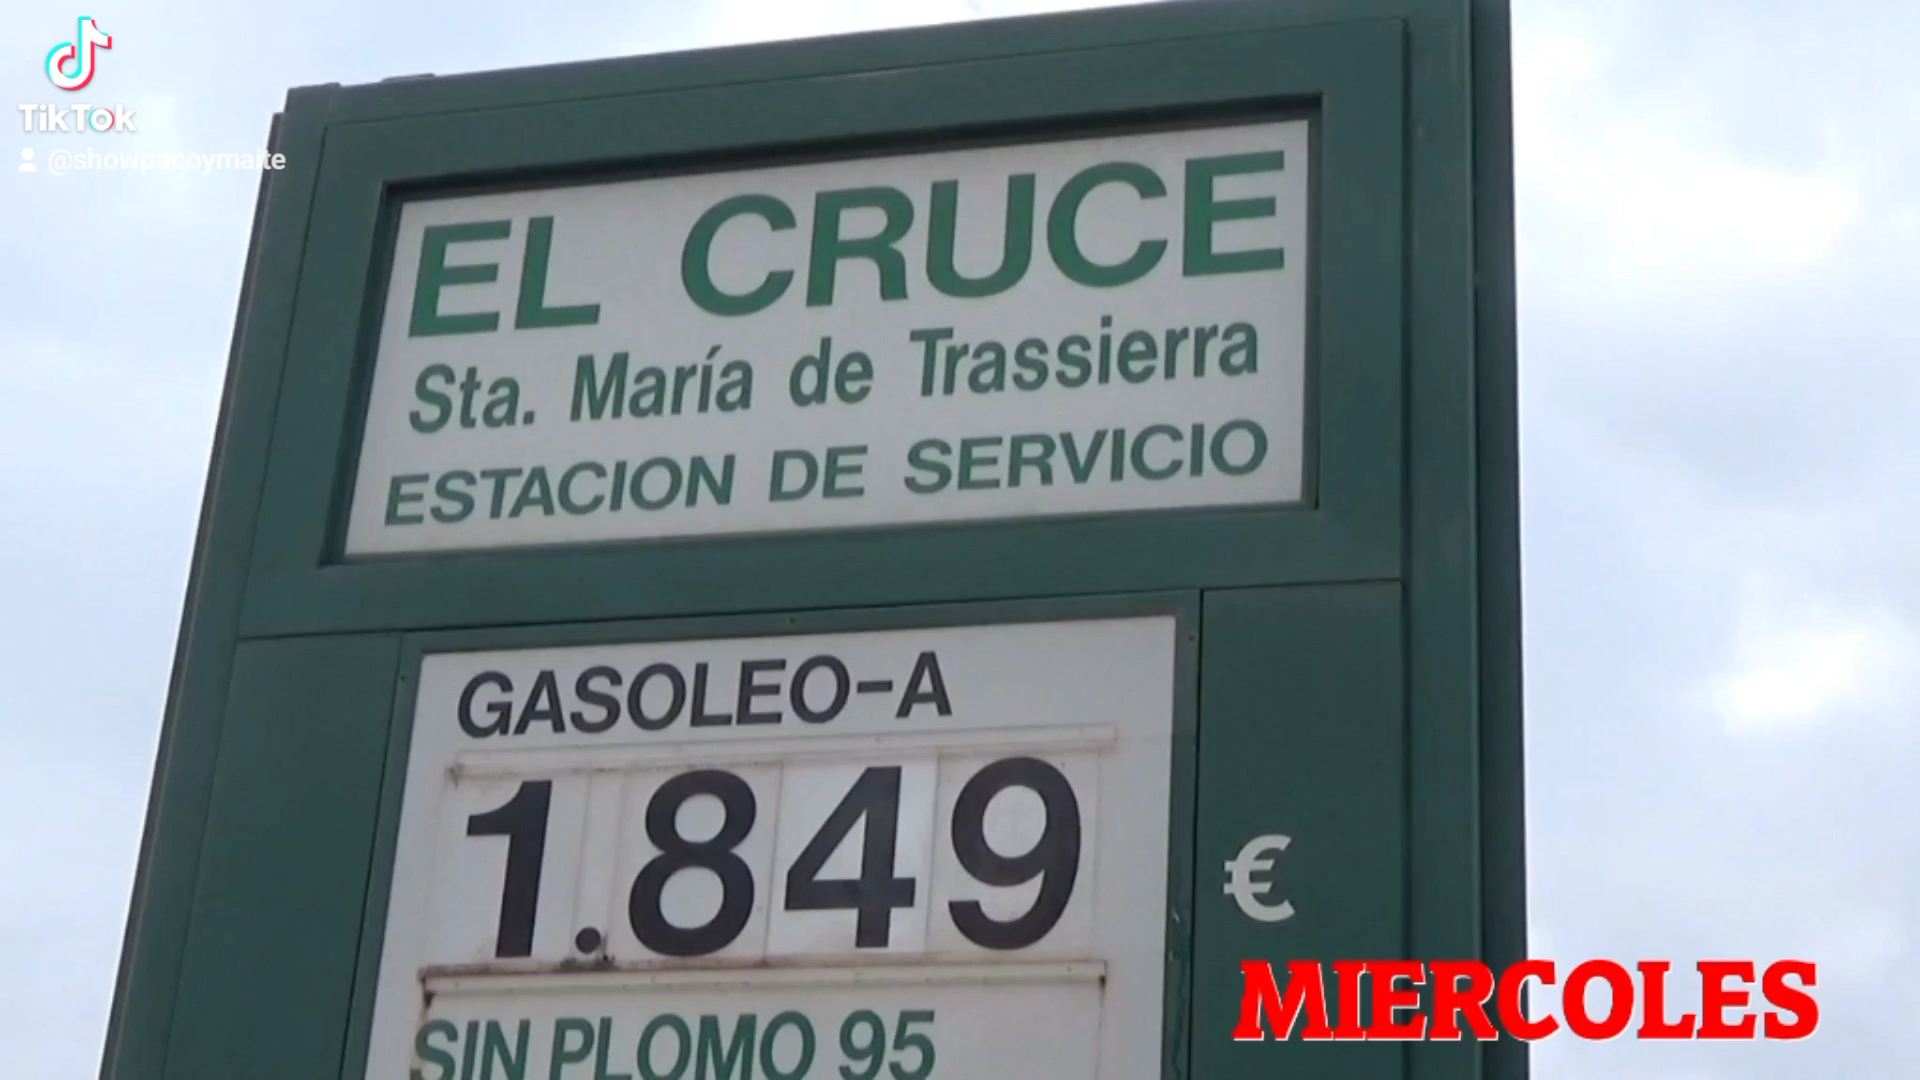 TikTok
@showpacoymaite
EL CRUCE
Sta. María de Trassierra
ESTACION DE SERVICIO
GASOLEO-A
1.849
€
MIERCOLES
SIN PLOMO 95